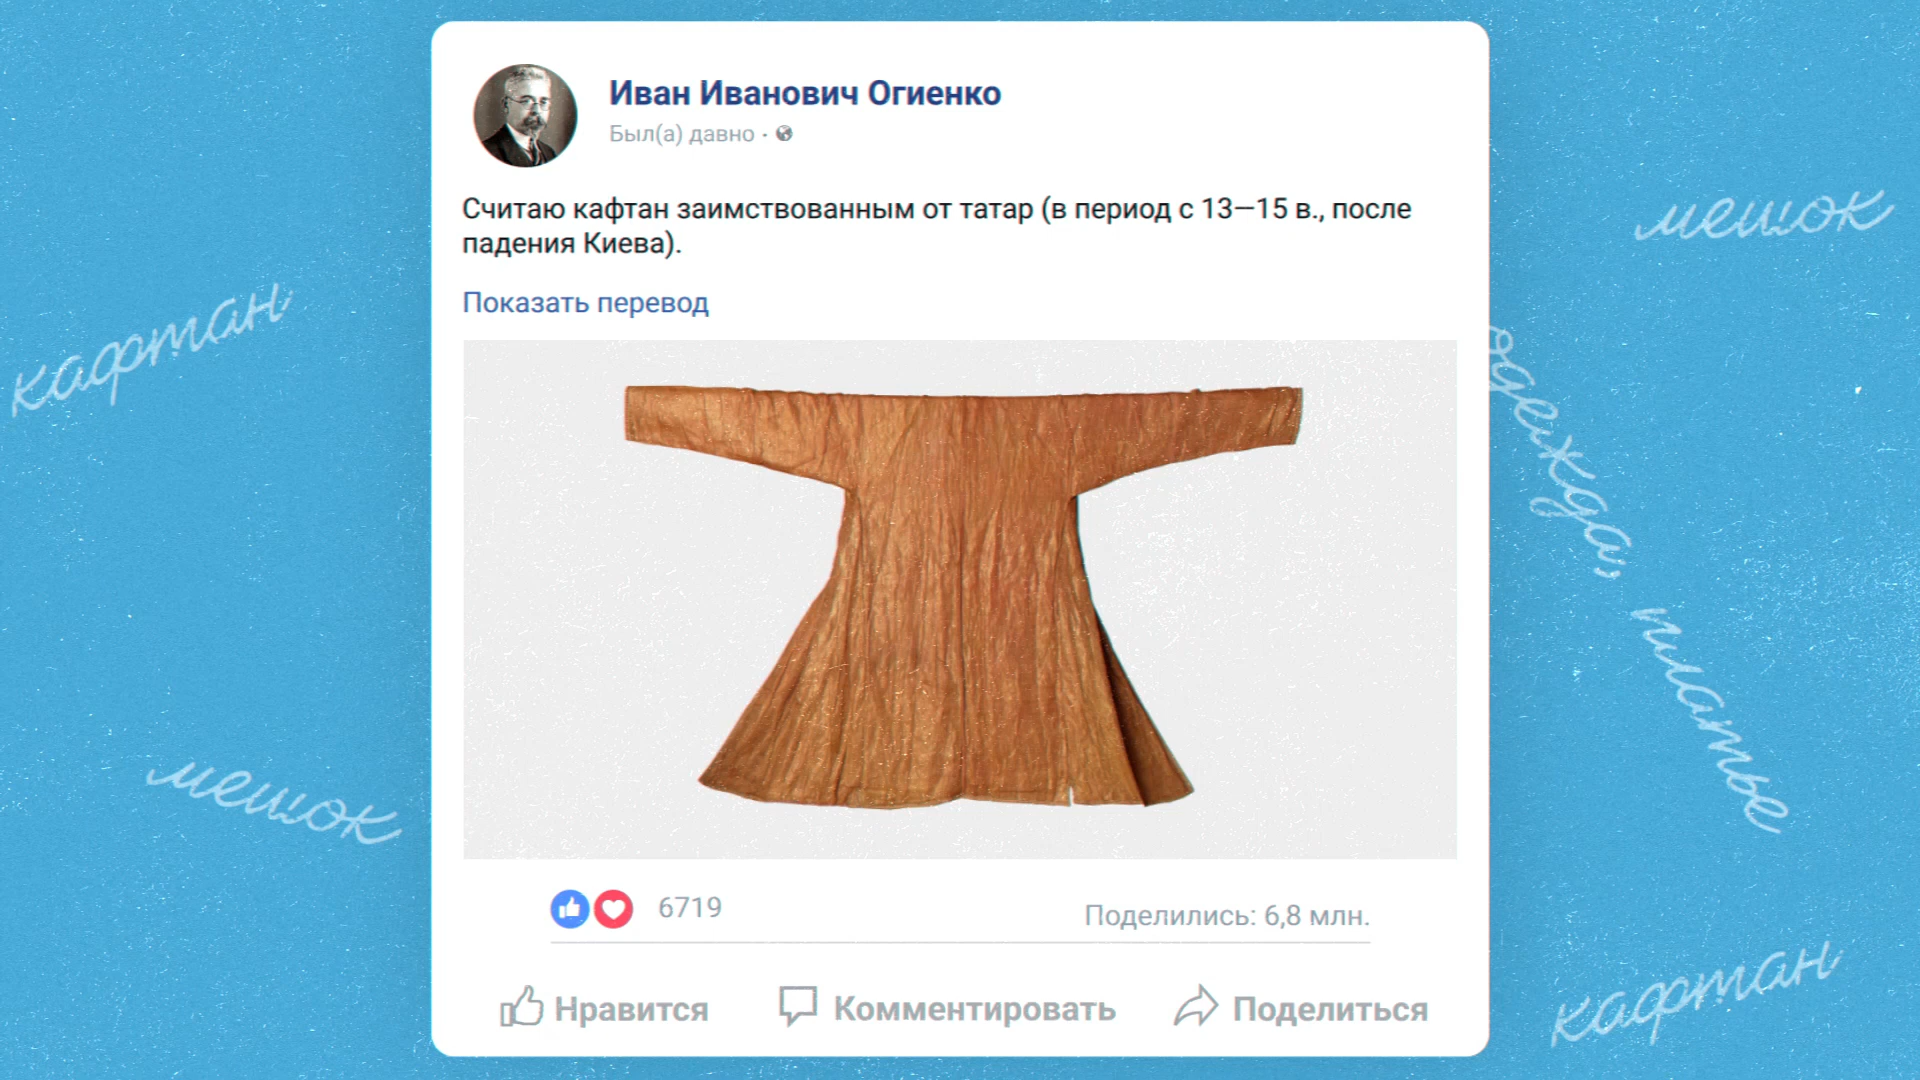 Иван Иванович Огиенко
Был(а) давно ·
Считаю кафтан заимствованным от татар (в период с 13—15 в., после
падения Киева).
Показать перевод
6719
Поделились: 6,8 млн.
Нравится
Комментировать
Поделиться
кафтан
мешок
мешок
одежда,
платье
кафтан